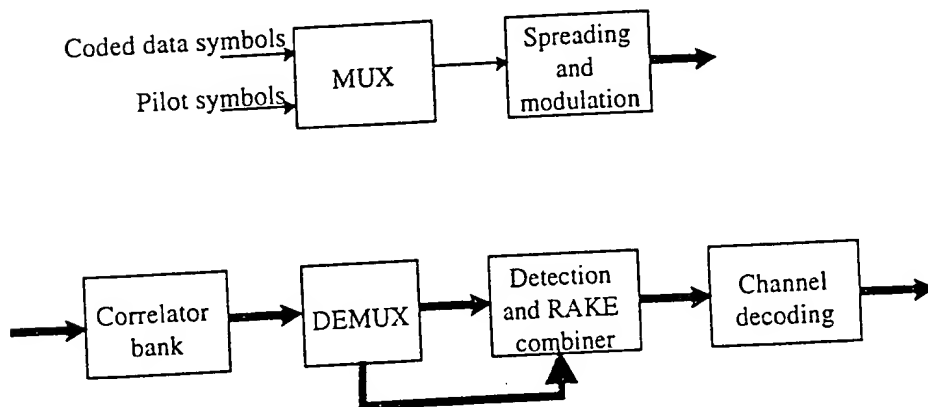 Coded data symbols
Pilot symbols
MUX
Spreading
and
modulation
Correlator
bank
DEMUX
Detection
and RAKE
combiner
Channel
decoding